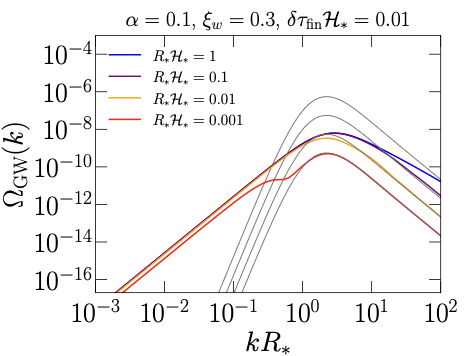 α = 0.1, ξ_w = 0.3, δτ_fin ℋ_* = 0.01
R_*ℋ_* = 1
R_*ℋ_* = 0.1
R_*ℋ_* = 0.01
R_*ℋ_* = 0.001
Ω_GW(k)
10^−4
10^−6
10^−8
10^−10
10^−12
10^−14
10^−16
10^−3 10^−2 10^−1 10^0 10^1 10^2
kR_*